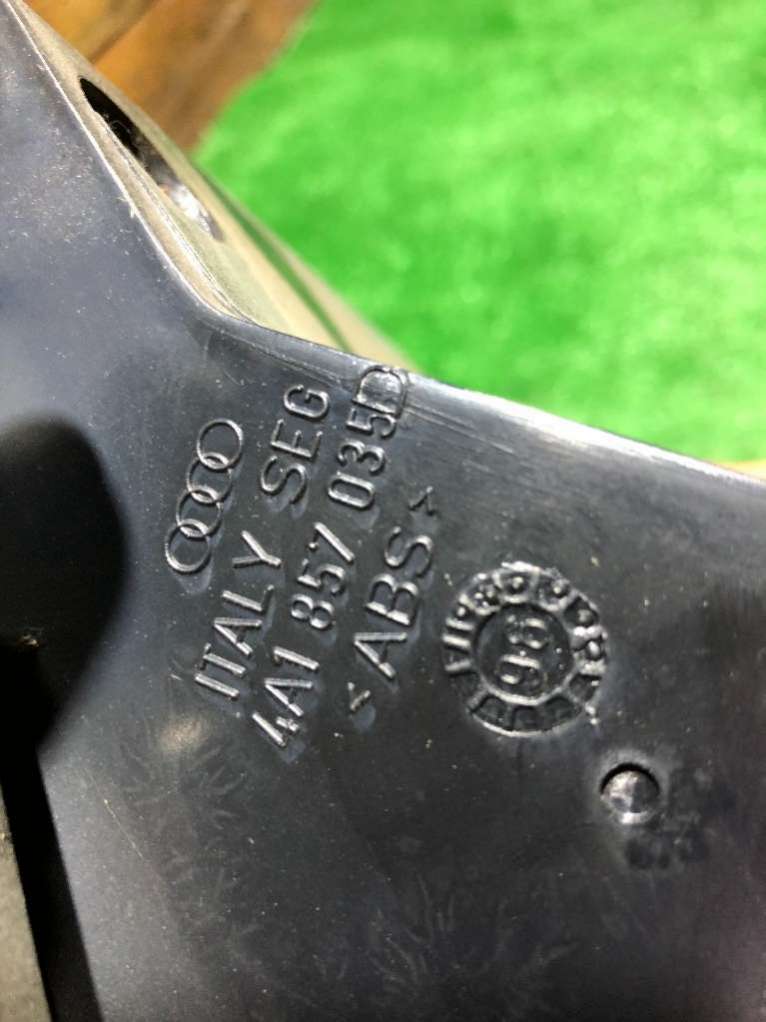 ITALY SEG
4A1 857 035D
>ABS<
96